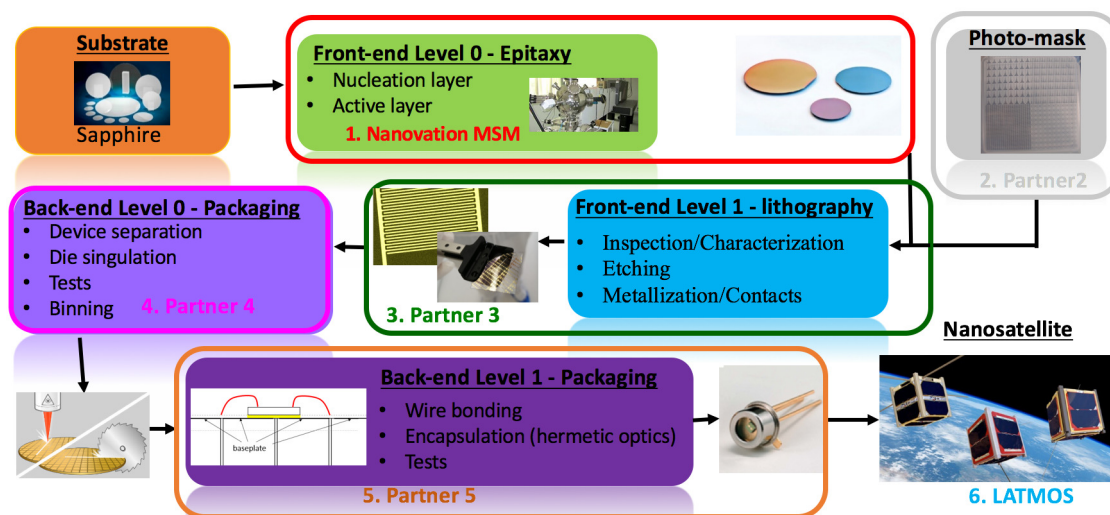 Substrate
Sapphire
Front-end Level 0 - Epitaxy
• Nucleation layer
• Active layer
1. Nanovation MSM
Photo-mask
2. Partner2
Back-end Level 0 - Packaging
• Device separation
• Die singulation
• Tests
• Binning
4. Partner 4
Front-end Level 1 - lithography
• Inspection/Characterization
• Etching
• Metallization/Contacts
3. Partner 3
Nanosatellite
Back-end Level 1 - Packaging
• Wire bonding
• Encapsulation (hermetic optics)
• Tests
baseplate
5. Partner 5
6. LATMOS